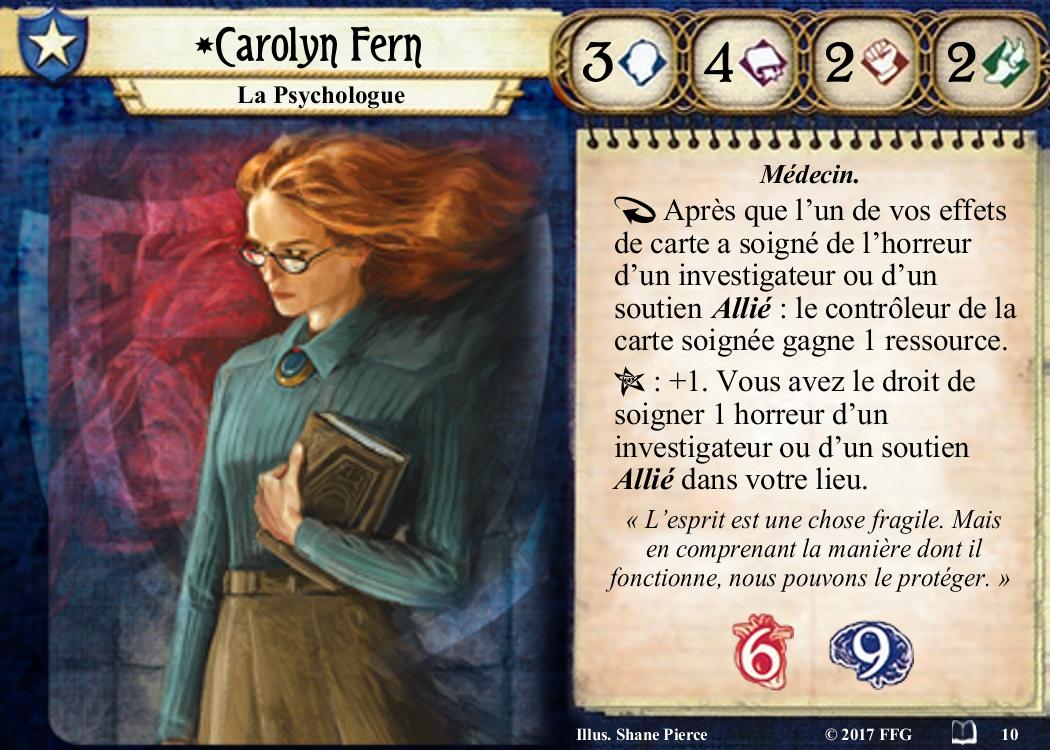 Carolyn Fern
La Psychologue
3 4 2 2
Médecin.
Après que l’un de vos effets
de carte a soigné de l’horreur
d’un investigateur ou d’un
soutien Allié : le contrôleur de la
carte soignée gagne 1 ressource.
: +1. Vous avez le droit de
soigner 1 horreur d’un
investigateur ou d’un soutien
Allié dans votre lieu.
« L’esprit est une chose fragile. Mais
en comprenant la manière dont il
fonctionne, nous pouvons le protéger. »
6 9
Illus. Shane Pierce © 2017 FFG 10